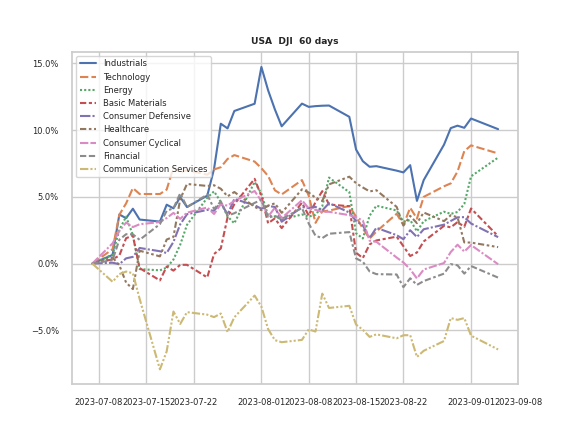 USA DJI 60 days
15.0%
10.0%
5.0%
0.0%
−5.0%
Industrials
Technology
Energy
Basic Materials
Consumer Defensive
Healthcare
Consumer Cyclical
Financial
Communication Services
2023-07-08 2023-07-15 2023-07-22 2023-08-01 2023-08-08 2023-08-15 2023-08-22 2023-09-01 2023-09-08